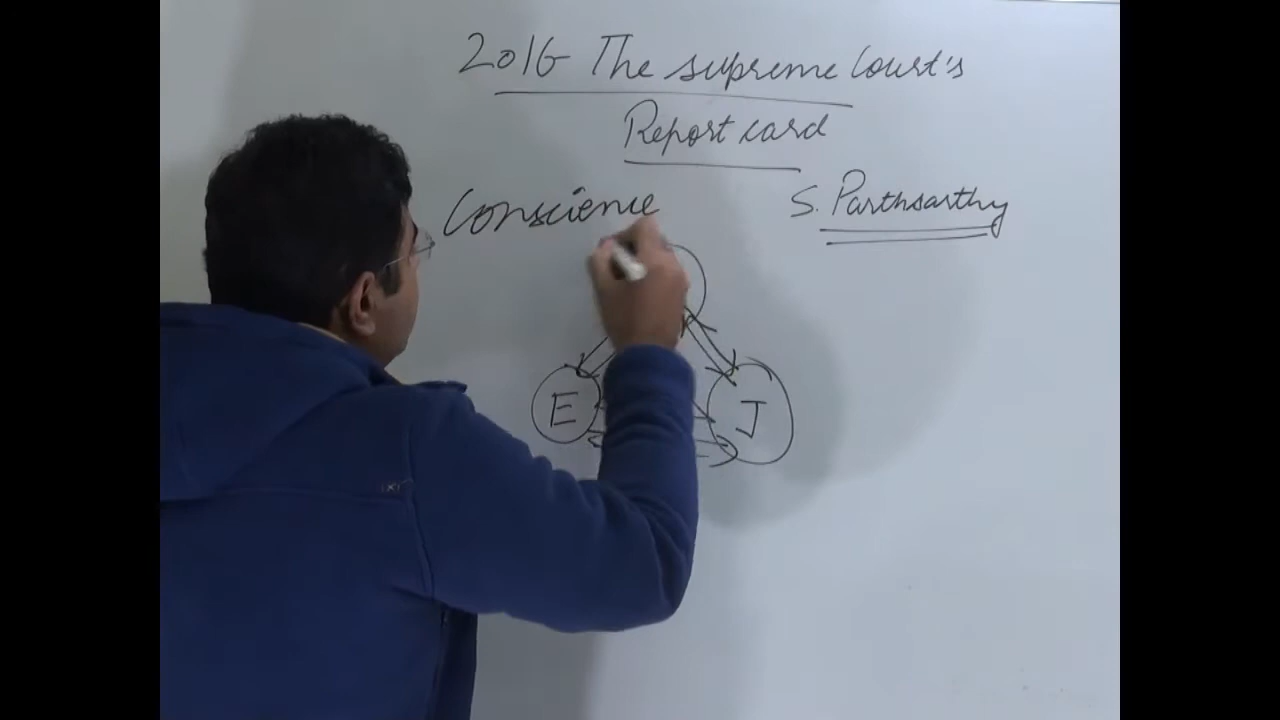 2016 The supreme Court's
Report card
Conscience
S. Parthsarthy
E
J